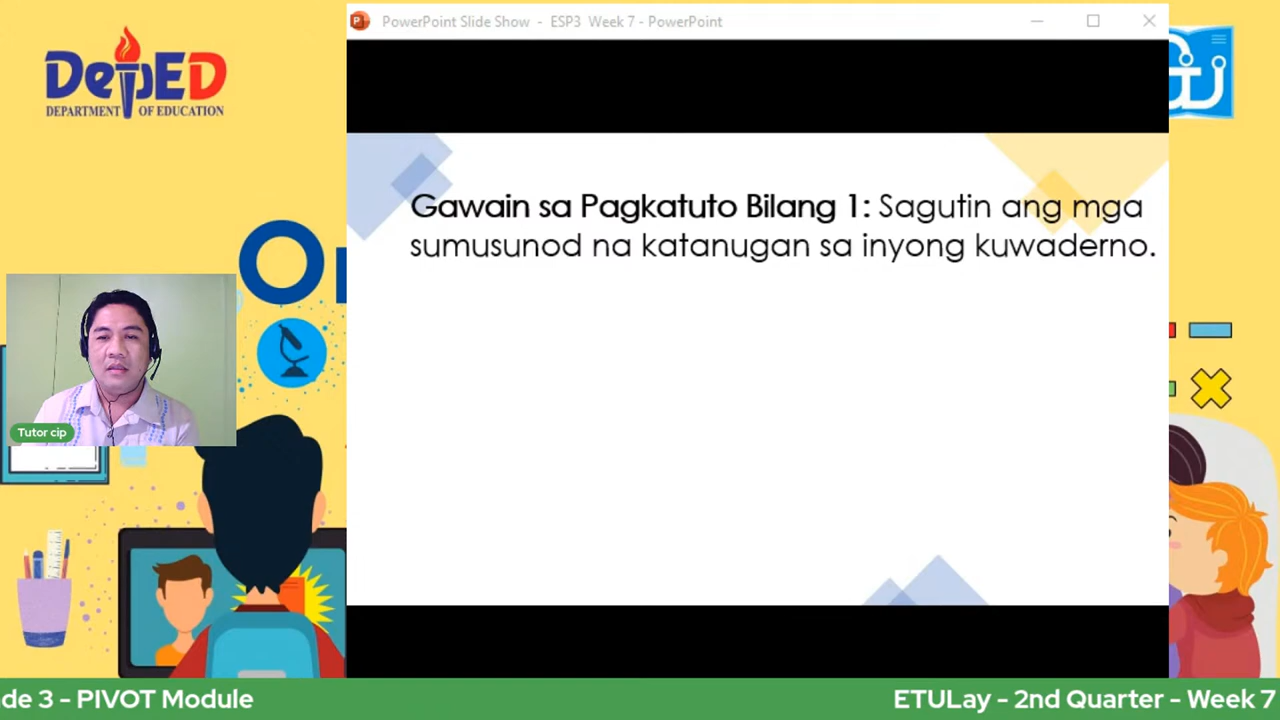 PowerPoint Slide Show - ESP3 Week 7 - PowerPoint
DepED
DEPARTMENT OF EDUCATION
Gawain sa Pagkatuto Bilang 1: Sagutin ang mga
sumusunod na katanugan sa inyong kuwaderno.
Tutor cip
de 3 - PIVOT Module
ETULay - 2nd Quarter - Week 7